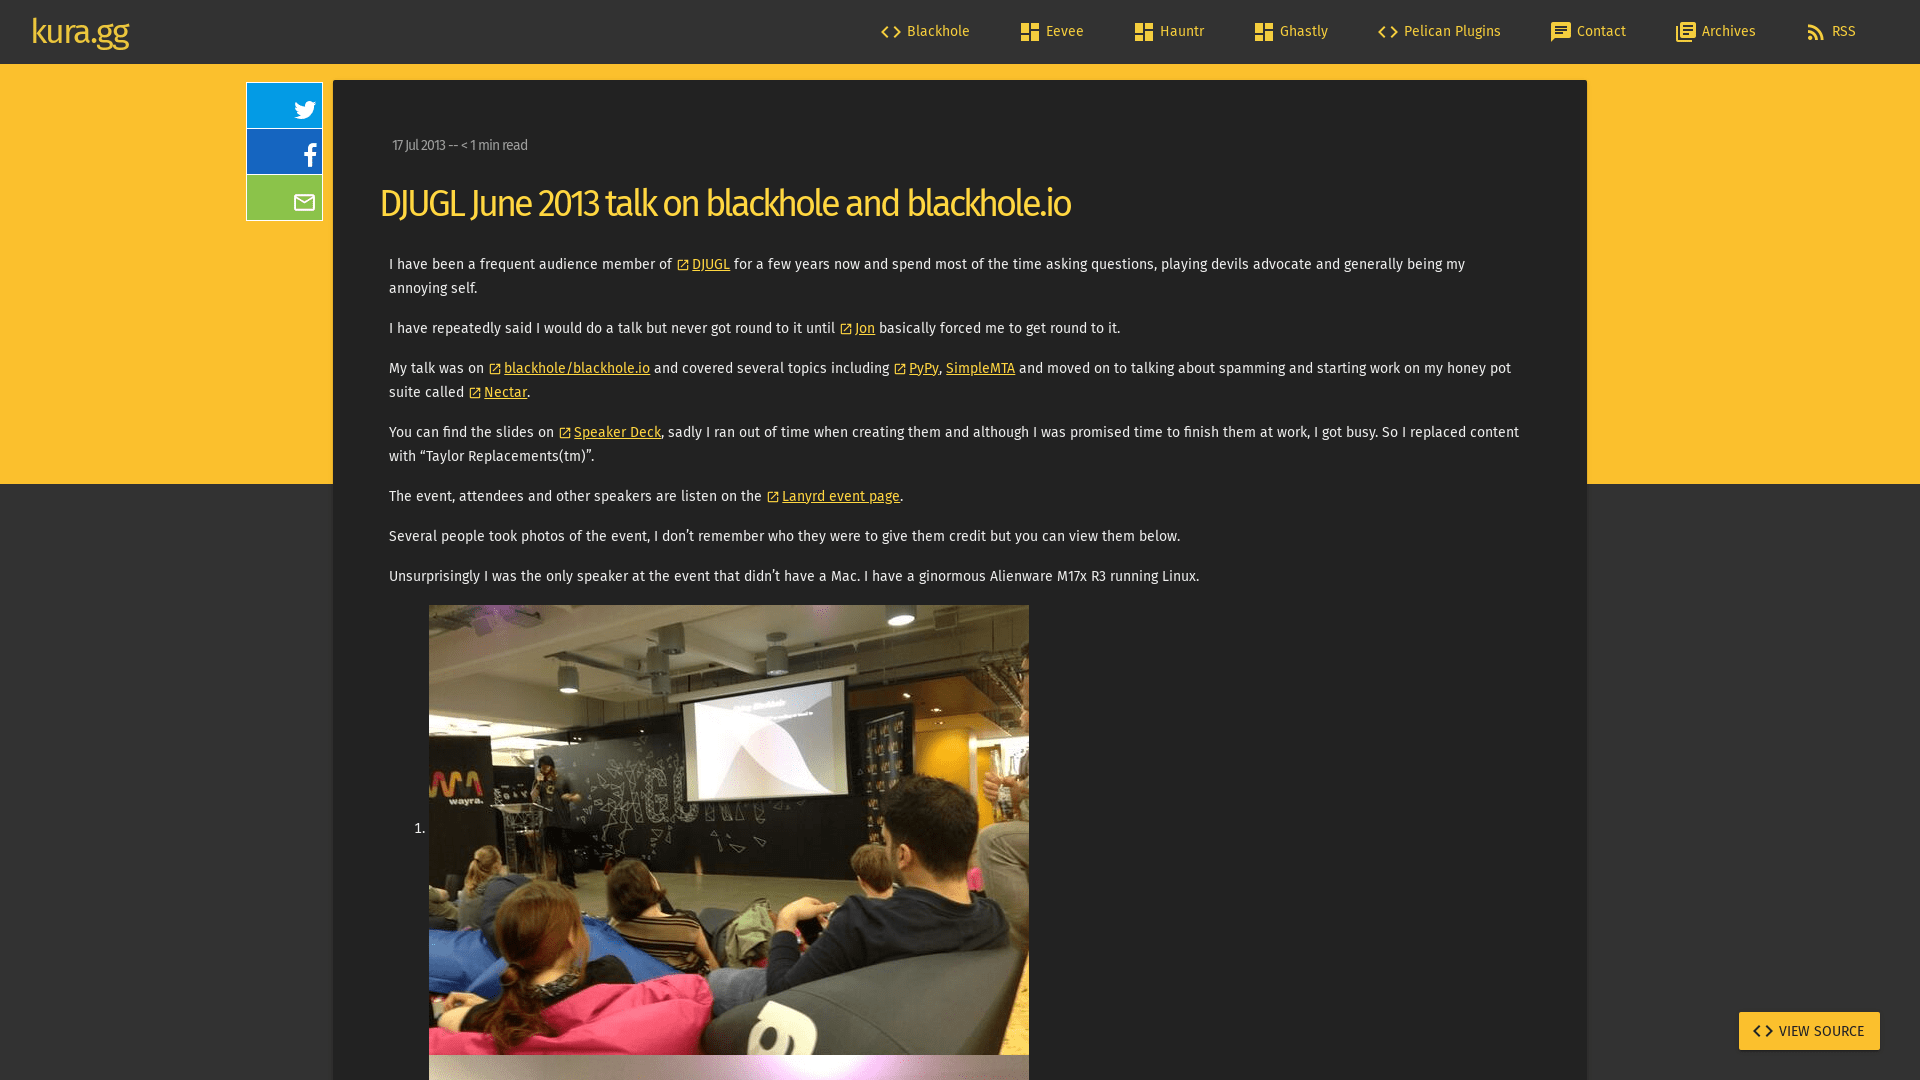 kura.gg
Blackhole
Eevee
Hauntr
Ghastly
Pelican Plugins
Contact
Archives
RSS
17 Jul 2013 -- < 1 min read
DJUGL June 2013 talk on blackhole and blackhole.io
I have been a frequent audience member of DJUGL for a few years now and spend most of the time asking questions, playing devils advocate and generally being my
annoying self.
I have repeatedly said I would do a talk but never got round to it until Jon basically forced me to get round to it.
My talk was on blackhole/blackhole.io and covered several topics including PyPy, SimpleMTA and moved on to talking about spamming and starting work on my honey pot
suite called Nectar.
You can find the slides on Speaker Deck, sadly I ran out of time when creating them and although I was promised time to finish them at work, I got busy. So I replaced content
with “Taylor Replacements(tm)”.
The event, attendees and other speakers are listen on the Lanyrd event page.
Several people took photos of the event, I don’t remember who they were to give them credit but you can view them below.
Unsurprisingly I was the only speaker at the event that didn’t have a Mac. I have a ginormous Alienware M17x R3 running Linux.
1.
wayra.
VIEW SOURCE